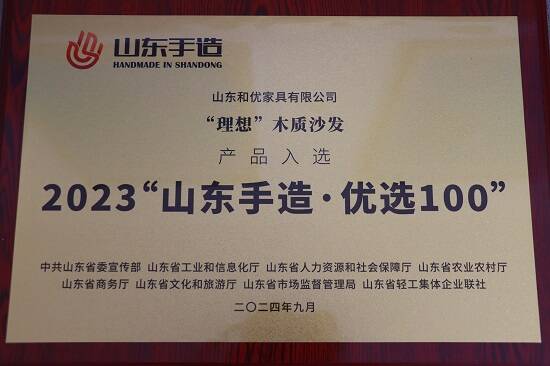 山东手造
HANDMADE IN SHANDONG
山东和优家具有限公司
“理想”木质沙发
产品入选
2023“山东手造·优选100”
中共山东省委宣传部 山东省工业和信息化厅 山东省人力资源和社会保障厅 山东省农业农村厅
山东省商务厅 山东省文化和旅游厅 山东省市场监督管理局 山东省轻工集体企业联社
二〇二四年九月